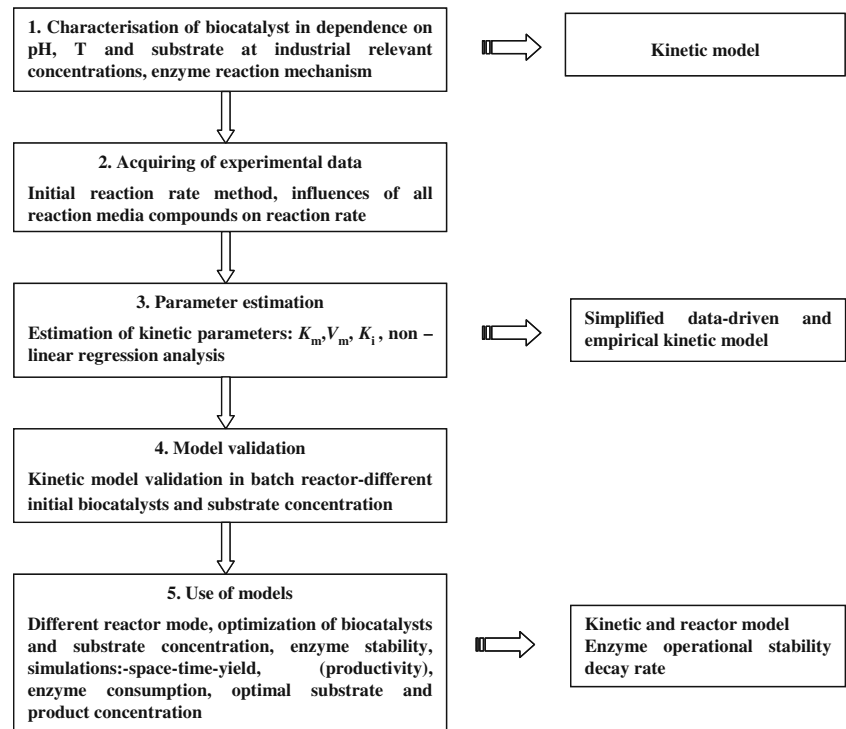 1. Characterisation of biocatalyst in dependence on
pH, T and substrate at industrial relevant
concentrations, enzyme reaction mechanism
Kinetic model
2. Acquiring of experimental data
Initial reaction rate method, influences of all
reaction media compounds on reaction rate
3. Parameter estimation
Estimation of kinetic parameters: Km,Vm, Ki , non –
linear regression analysis
Simplified data-driven and
empirical kinetic model
4. Model validation
Kinetic model validation in batch reactor-different
initial biocatalysts and substrate concentration
5. Use of models
Different reactor mode, optimization of biocatalysts
and substrate concentration, enzyme stability,
simulations:-space-time-yield, (productivity),
enzyme consumption, optimal substrate and
product concentration
Kinetic and reactor model
Enzyme operational stability
decay rate